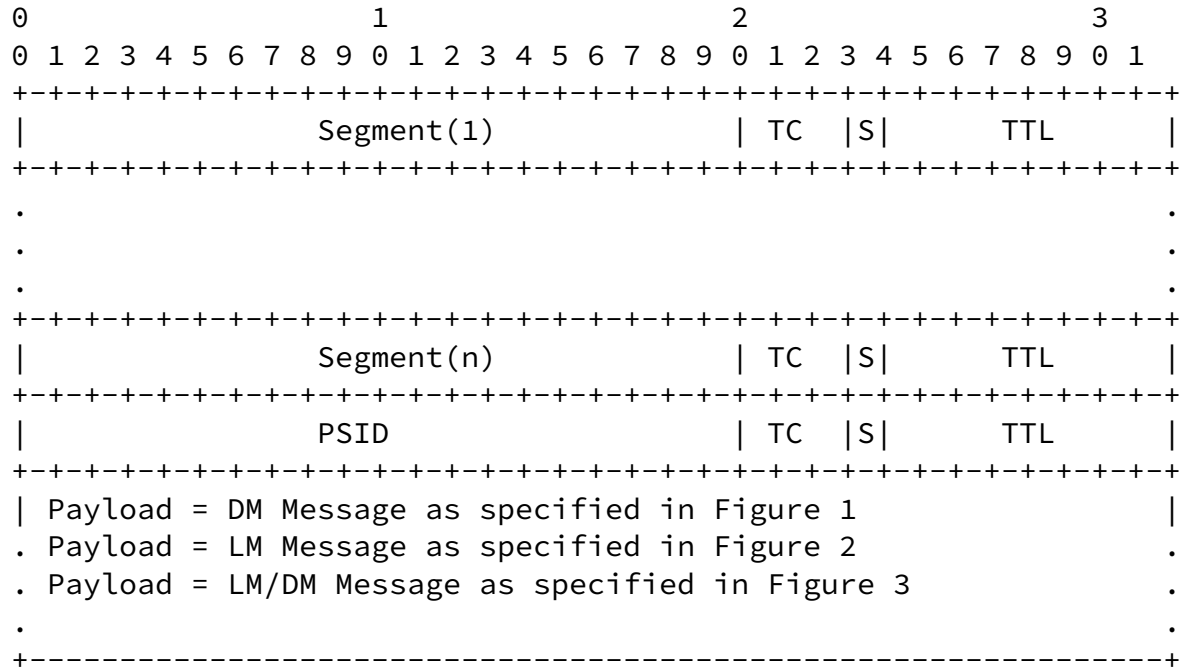 0                   1                   2                   3
0 1 2 3 4 5 6 7 8 9 0 1 2 3 4 5 6 7 8 9 0 1 2 3 4 5 6 7 8 9 0 1
+-+-+-+-+-+-+-+-+-+-+-+-+-+-+-+-+-+-+-+-+-+-+-+-+-+-+-+-+-+-+-+-+
|                Segment(1)             | TC  |S|      TTL      |
+-+-+-+-+-+-+-+-+-+-+-+-+-+-+-+-+-+-+-+-+-+-+-+-+-+-+-+-+-+-+-+-+
.                                                               .
.                                                               .
.                                                               .
+-+-+-+-+-+-+-+-+-+-+-+-+-+-+-+-+-+-+-+-+-+-+-+-+-+-+-+-+-+-+-+-+
|                Segment(n)             | TC  |S|      TTL      |
+-+-+-+-+-+-+-+-+-+-+-+-+-+-+-+-+-+-+-+-+-+-+-+-+-+-+-+-+-+-+-+-+
|                PSID                   | TC  |S|      TTL      |
+-+-+-+-+-+-+-+-+-+-+-+-+-+-+-+-+-+-+-+-+-+-+-+-+-+-+-+-+-+-+-+-+
| Payload = DM Message as specified in Figure 1                 |
. Payload = LM Message as specified in Figure 2                 .
. Payload = LM/DM Message as specified in Figure 3              .
.                                                               .
+---------------------------------------------------------------+